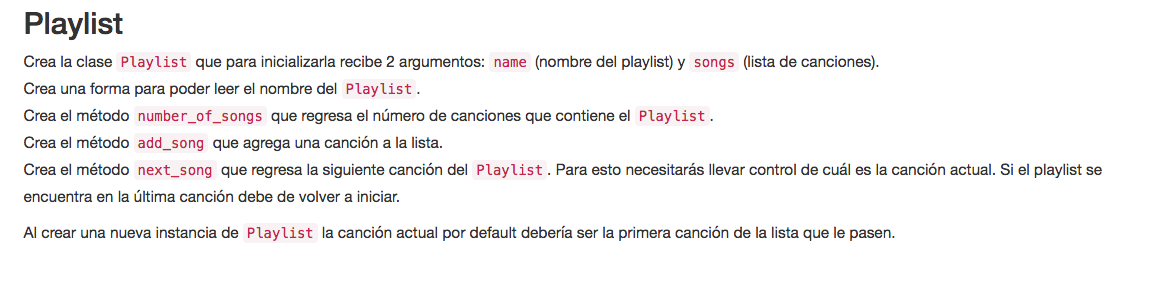 Playlist
Crea la clase Playlist que para inicializarla recibe 2 argumentos: name (nombre del playlist) y songs (lista de canciones).
Crea una forma para poder leer el nombre del Playlist.
Crea el método number_of_songs que regresa el número de canciones que contiene el Playlist.
Crea el método add_song que agrega una canción a la lista.
Crea el método next_song que regresa la siguiente canción del Playlist. Para esto necesitarás llevar control de cuál es la canción actual. Si el playlist se
encuentra en la última canción debe de volver a iniciar.
Al crear una nueva instancia de Playlist la canción actual por default debería ser la primera canción de la lista que le pasen.